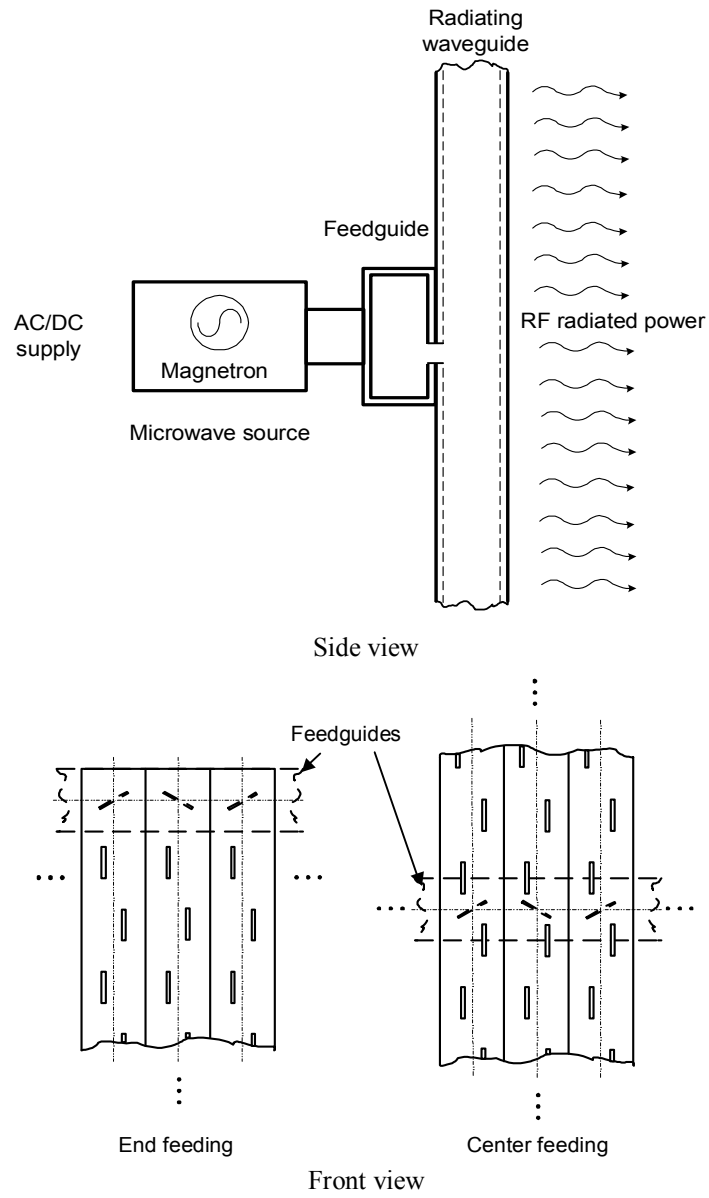 Radiating
waveguide
Feedguide
AC/DC
supply
Magnetron
RF radiated power
Microwave source
Side view
Feedguides
End feeding
Center feeding
Front view